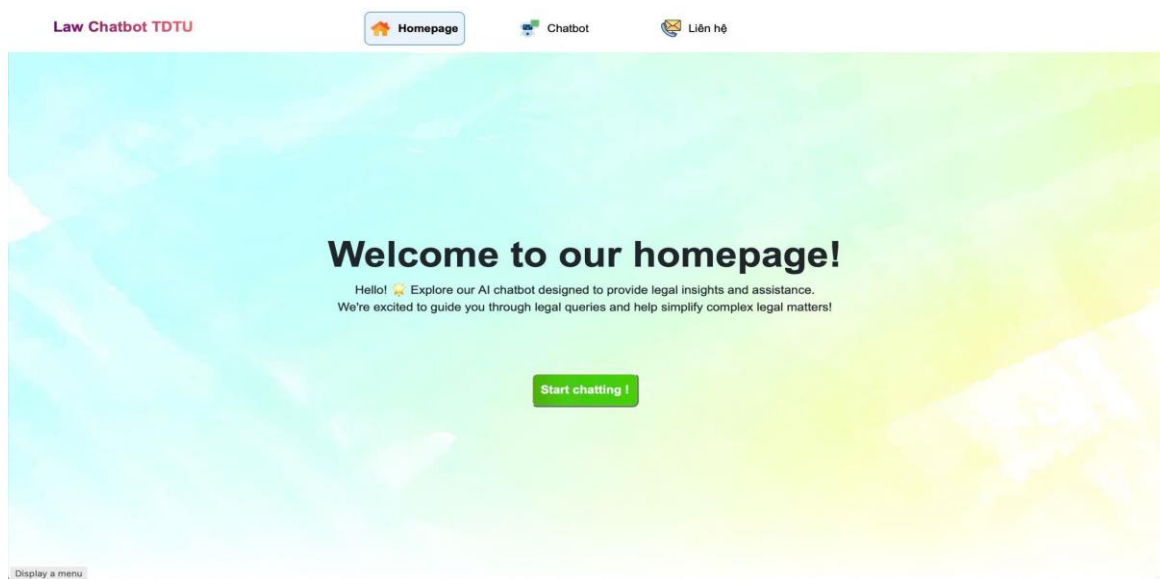 Law Chatbot TDTU
Homepage
Chatbot
Liên hệ
Welcome to our homepage!
Hello! 🌟 Explore our AI chatbot designed to provide legal insights and assistance.
We're excited to guide you through legal queries and help simplify complex legal matters!
Start chatting !
Display a menu